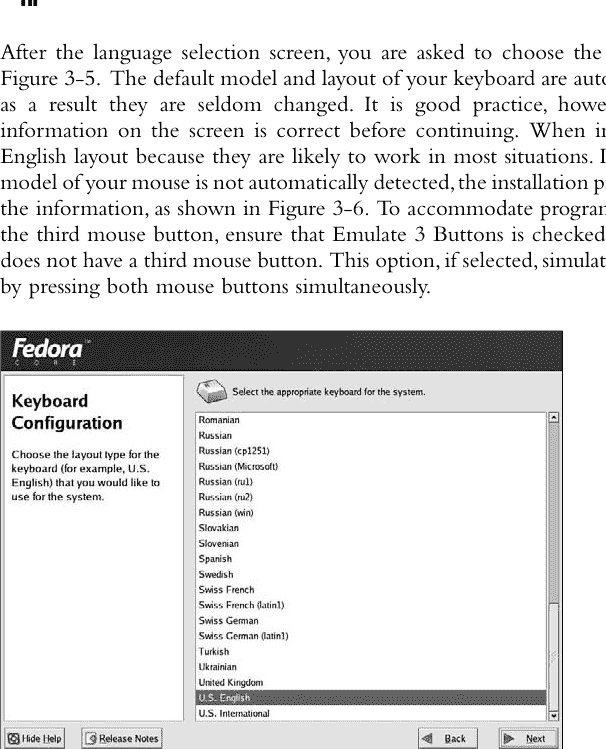 After the language selection screen, you are asked to choose the
Figure 3-5. The default model and layout of your keyboard are auto
as a result they are seldom changed. It is good practice, howe
information on the screen is correct before continuing. When in
English layout because they are likely to work in most situations. I
model of your mouse is not automatically detected, the installation p
the information, as shown in Figure 3-6. To accommodate program
the third mouse button, ensure that Emulate 3 Buttons is checked
does not have a third mouse button. This option, if selected, simulat
by pressing both mouse buttons simultaneously.
Fedora™
CORE
Keyboard
Configuration
Choose the layout type for the
keyboard (for example, U.S.
English) that you would like to
use for the system.
Select the appropriate keyboard for the system.
Romanian
Russian
Russian (cp1251)
Russian (Microsoft)
Russian (ru1)
Russian (ru2)
Russian (win)
Slovakian
Slovenian
Spanish
Swedish
Swiss French
Swiss French (latin1)
Swiss German
Swiss German (latin1)
Turkish
Ukrainian
United Kingdom
U.S. English
U.S. International
Hide Help
Release Notes
Back
Next